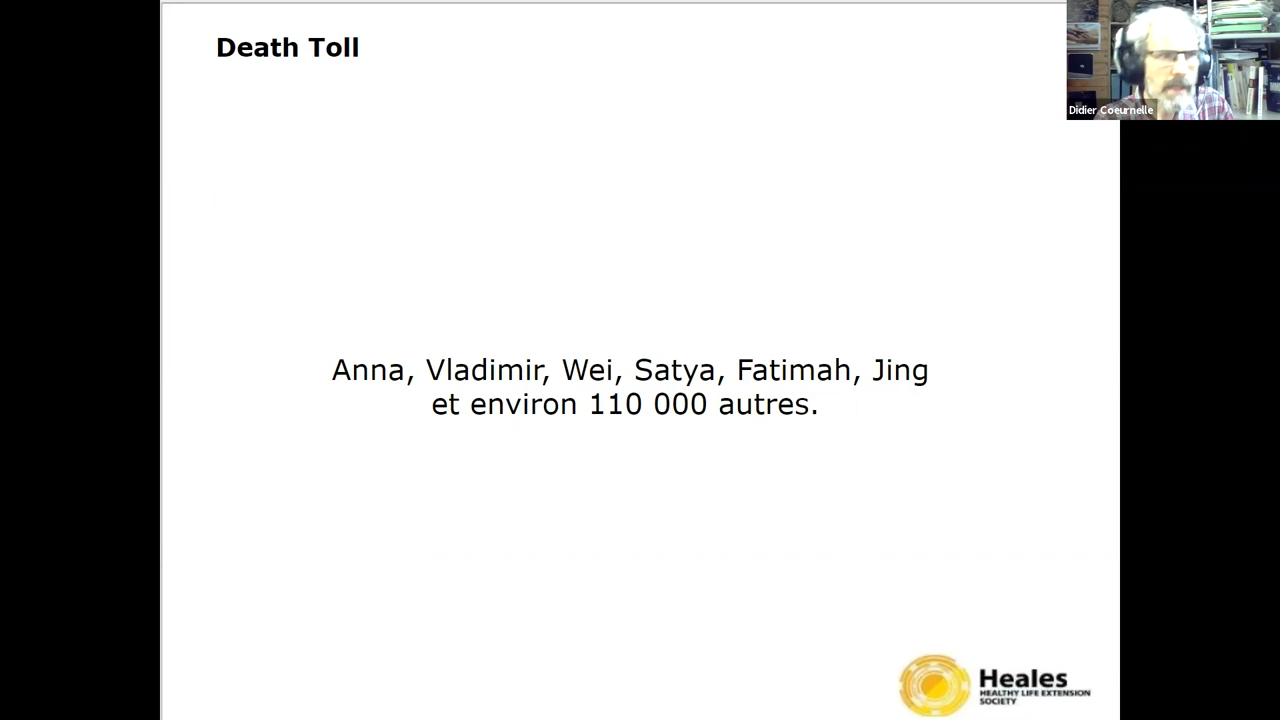 Death Toll
Didier Coeurnelle
Anna, Vladimir, Wei, Satya, Fatimah, Jing
et environ 110 000 autres.
Heales
HEALTHY LIFE EXTENSION
SOCIETY